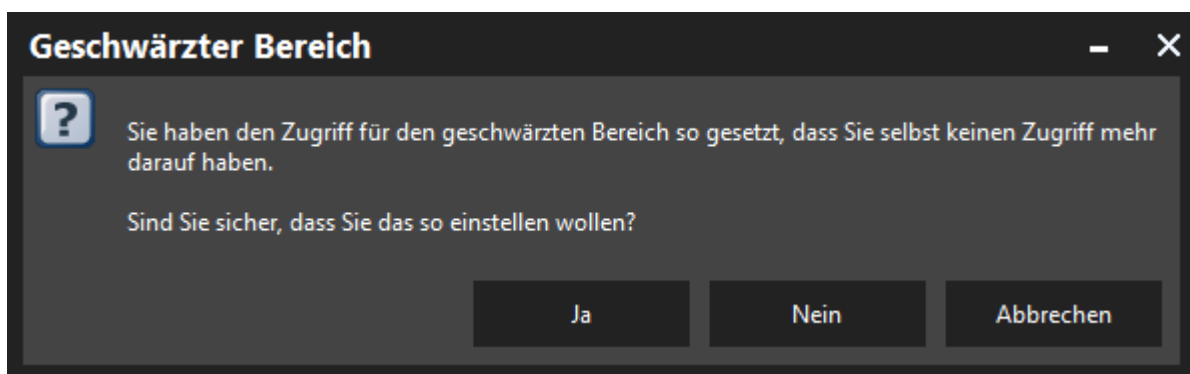 Geschwärzter Bereich
Sie haben den Zugriff für den geschwärzten Bereich so gesetzt, dass Sie selbst keinen Zugriff mehr
darauf haben.
Sind Sie sicher, dass Sie das so einstellen wollen?
Ja Nein Abbrechen